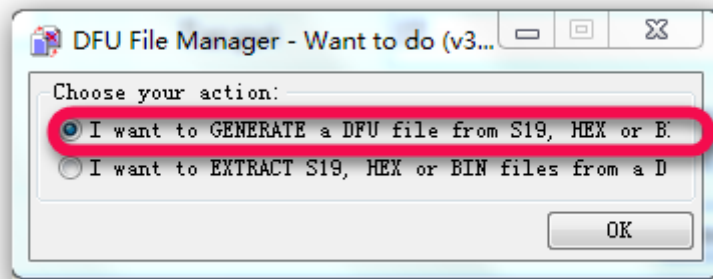 DFU File Manager - Want to do (v3...
Choose your action:
I want to GENERATE a DFU file from S19, HEX or B
I want to EXTRACT S19, HEX or BIN files from a D
OK